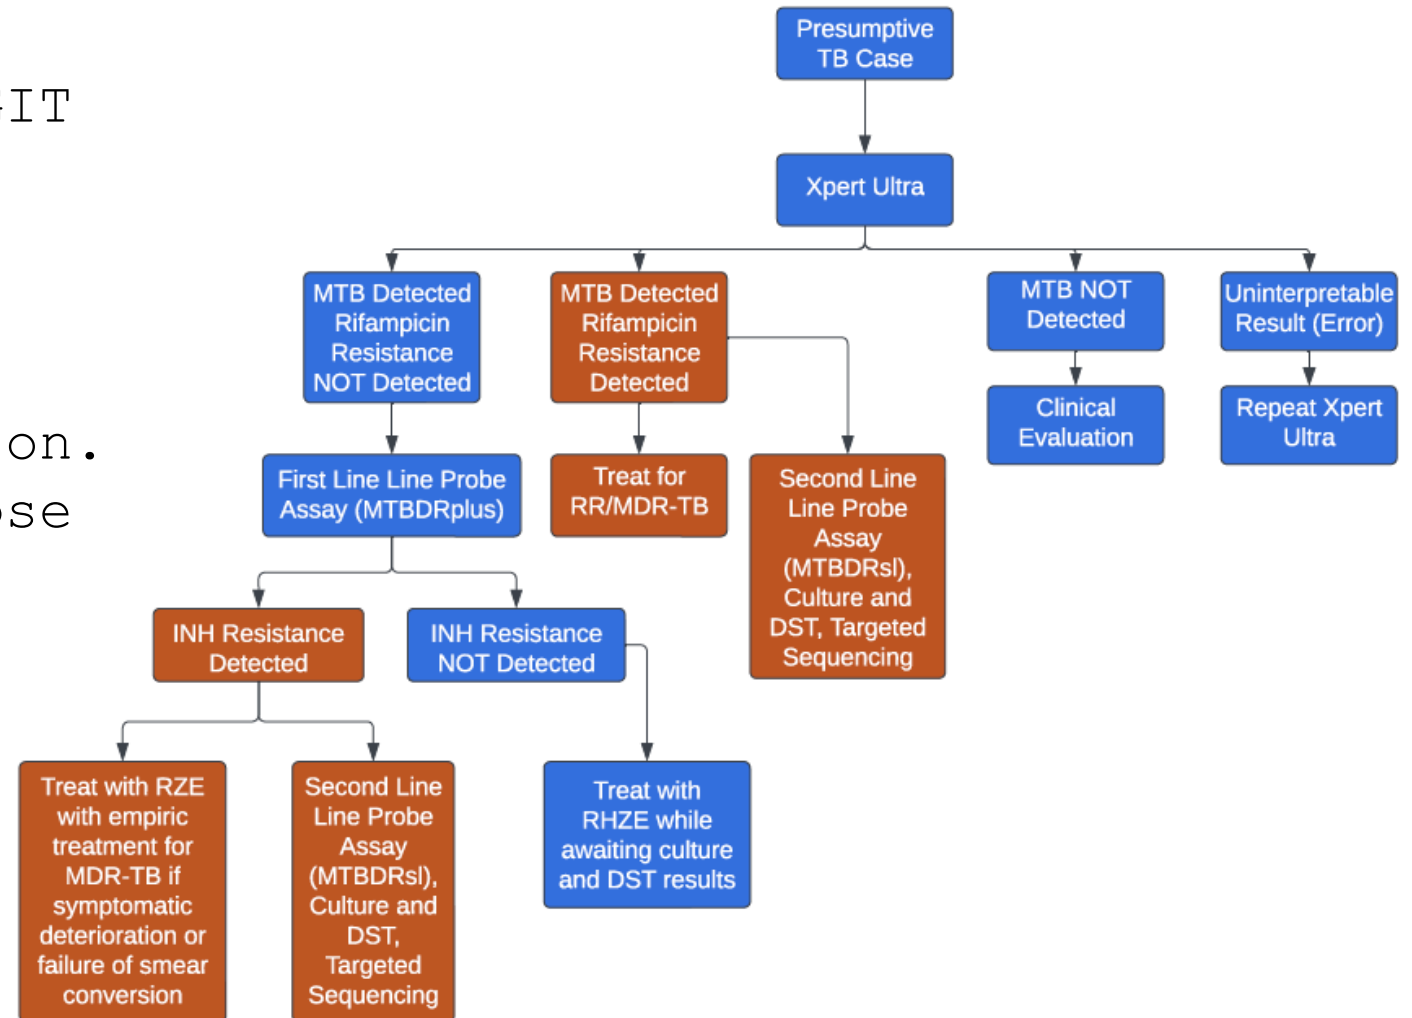 GIT
on.
ose
Presumptive
TB Case
Xpert Ultra
MTB Detected
Rifampicin
Resistance
NOT Detected
MTB Detected
Rifampicin
Resistance
Detected
MTB NOT
Detected
Uninterpretable
Result (Error)
First Line Line Probe
Assay (MTBDRplus)
Treat for
RR/MDR-TB
Second Line
Line Probe
Assay
(MTBDRsl),
Culture and
DST, Targeted
Sequencing
Clinical
Evaluation
Repeat Xpert
Ultra
INH Resistance
Detected
INH Resistance
NOT Detected
Treat with RZE
with empiric
treatment for
MDR-TB if
symptomatic
deterioration or
failure of smear
conversion
Second Line
Line Probe
Assay
(MTBDRsl),
Culture and
DST,
Targeted
Sequencing
Treat with
RHZE while
awaiting culture
and DST results